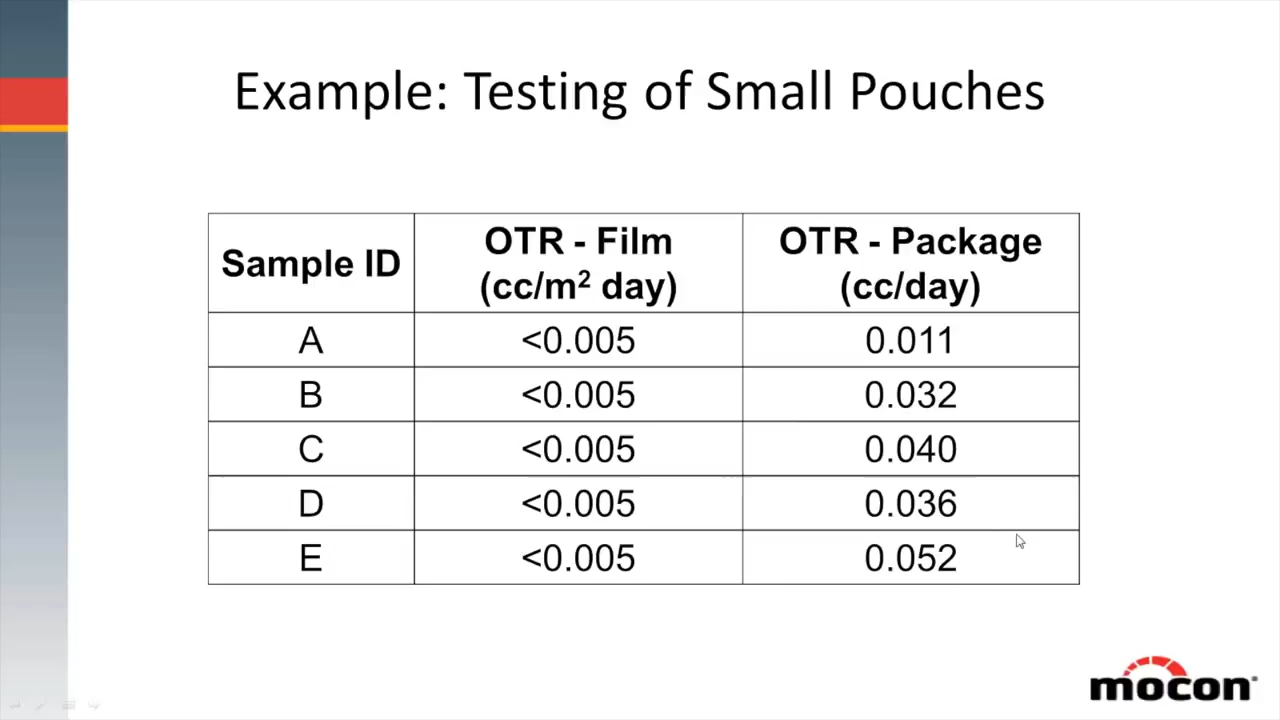 Example: Testing of Small Pouches
Sample ID
OTR - Film
(cc/m² day)
OTR - Package
(cc/day)
A <0.005 0.011
B <0.005 0.032
C <0.005 0.040
D <0.005 0.036
E <0.005 0.052
mocon